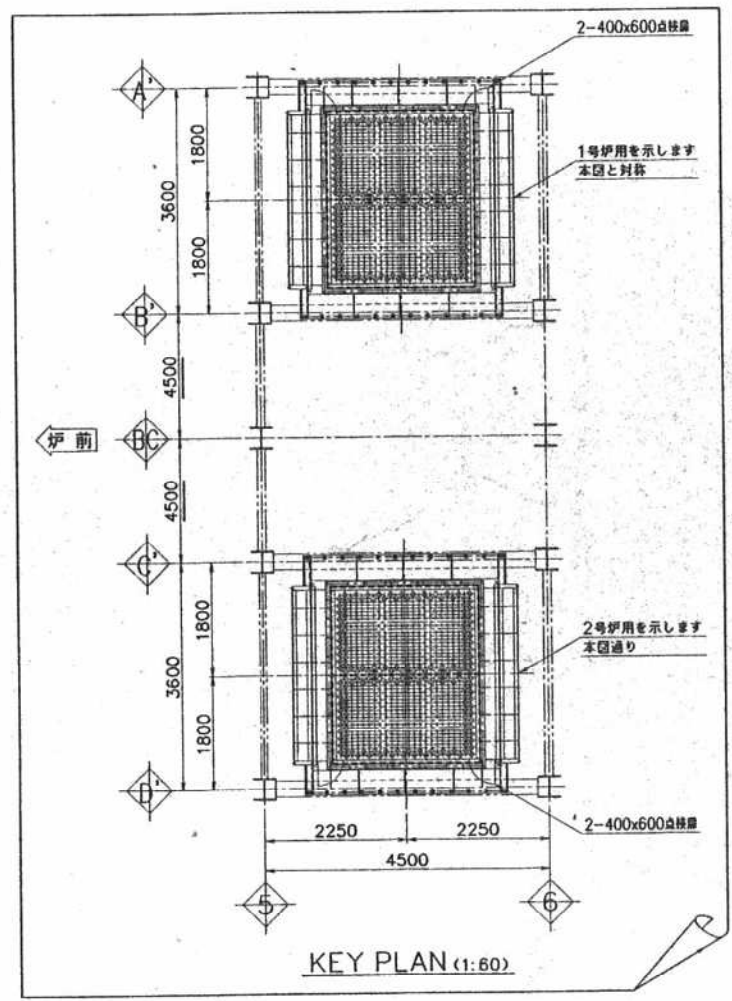 2-400x600点検扉
A'
1800
3600
1号炉用を示します
本図と対称
1800
B'
4500
炉前
BC
4500
C'
1800
3600
2号炉用を示します
本図通り
1800
D'
2-400x600点検扉
2250
2250
4500
5
6
KEY PLAN (1:60)